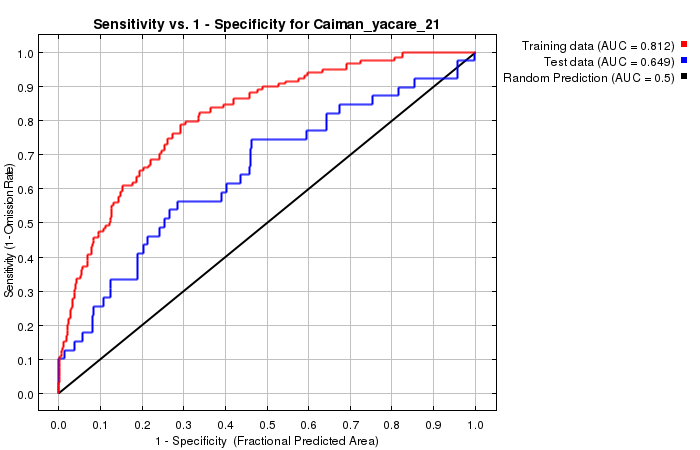 Sensitivity vs. 1 - Specificity for Caiman_yacare_21
Training data (AUC = 0.812)
Test data (AUC = 0.649)
Random Prediction (AUC = 0.5)
Sensitivity (1 - Omission Rate)
1.0
0.9
0.8
0.7
0.6
0.5
0.4
0.3
0.2
0.1
0.0
0.0 0.1 0.2 0.3 0.4 0.5 0.6 0.7 0.8 0.9 1.0
1 - Specificity (Fractional Predicted Area)